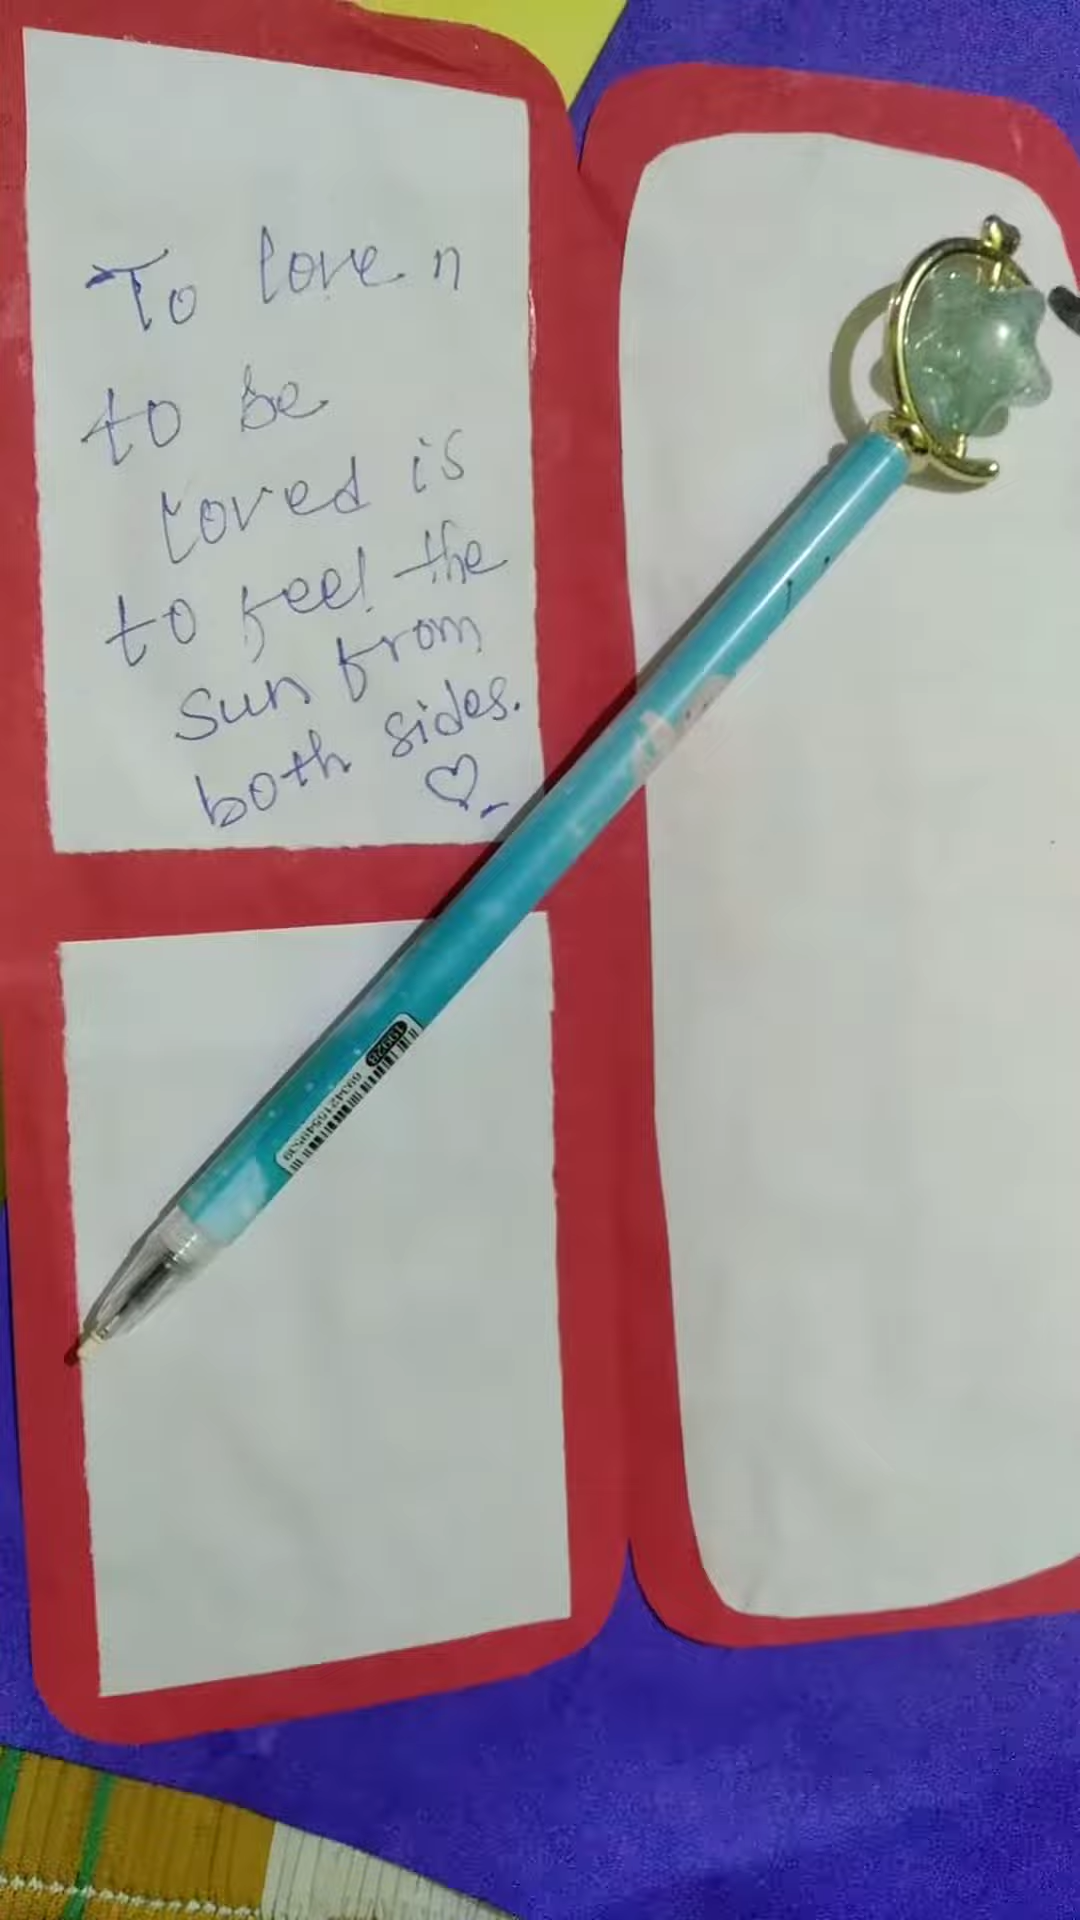 To love n
to be
loved is
to feel the
sun from
both sides.
♡